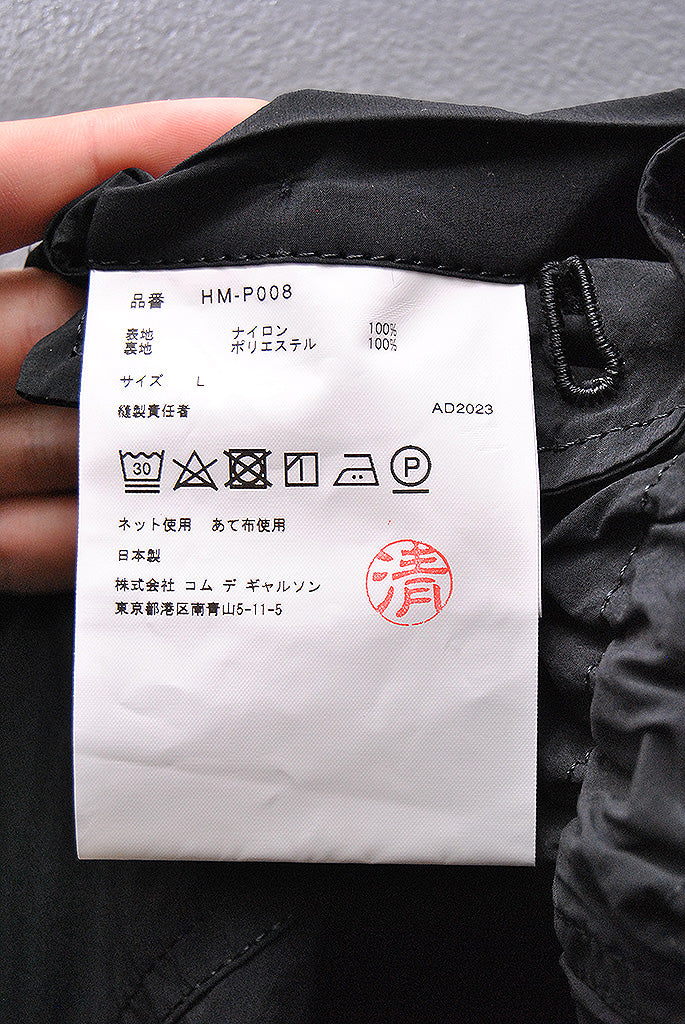 品番 HM-P008
表地 ナイロン 100%
裏地 ポリエステル 100%
サイズ L
縫製責任者 AD2023
30 P
ネット使用 あて布使用
日本製
株式会社 コム デ ギャルソン
東京都港区南青山5-11-5
清